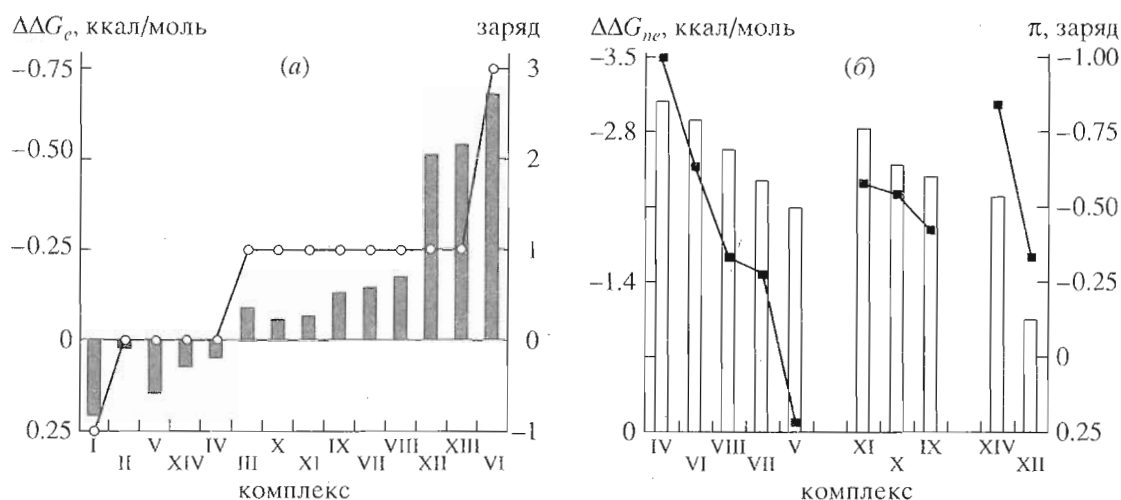 ΔΔG_e, ккал/моль
заряд
(а)
−0.75
−0.50
−0.25
0
0.25
3
2
1
0
−1
I
II
V
XIV
IV
III
X
XI
IX
VII
VIII
XII
XIII
VI
комплекс
ΔΔG_ne, ккал/моль
π, заряд
(б)
−3.5
−2.8
−1.4
0
−1.00
−0.75
−0.50
−0.25
0
0.25
IV
VI
VIII
VII
V
XI
X
IX
XIV
XII
комплекс